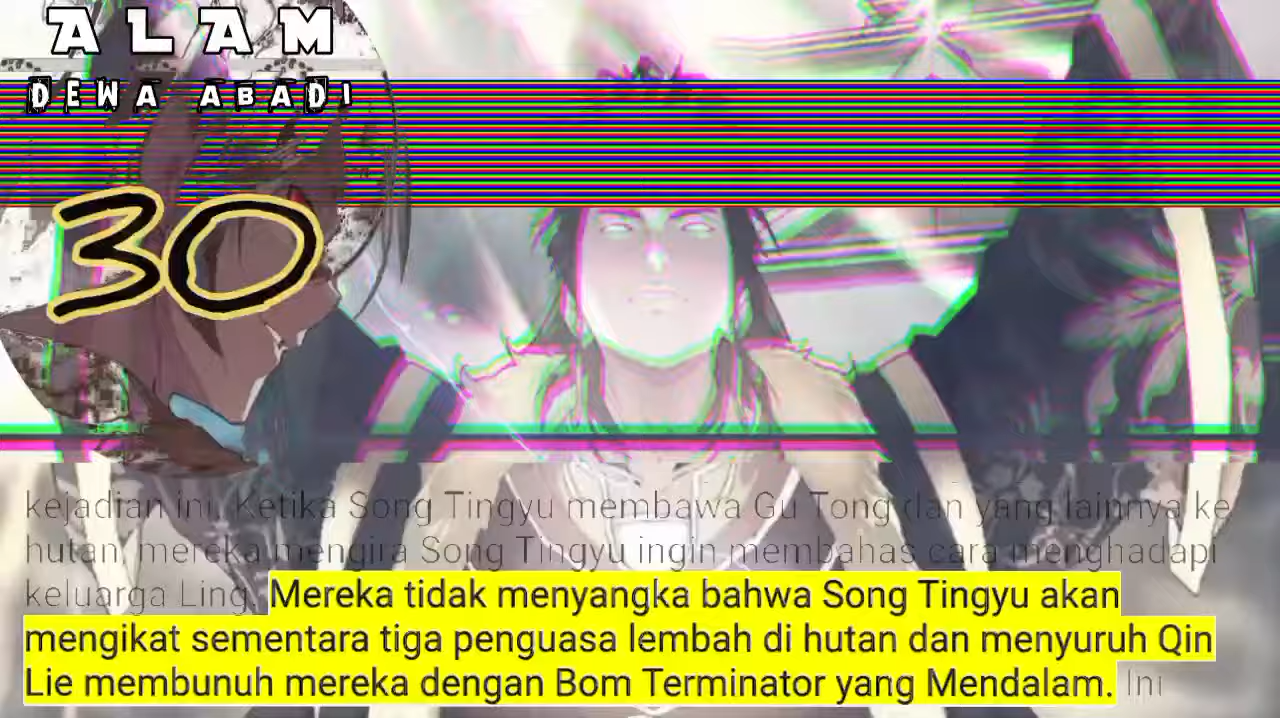 ALAM
DEWA ABADI
30
kejadian ini. Ketika Song Tingyu membawa Gu Tong dan yang lainnya ke
hutan, mereka mengira Song Tingyu ingin membahas cara menghadapi
keluarga Ling. Mereka tidak menyangka bahwa Song Tingyu akan
mengikat sementara tiga penguasa lembah di hutan dan menyuruh Qin
Lie membunuh mereka dengan Bom Terminator yang Mendalam. Ini